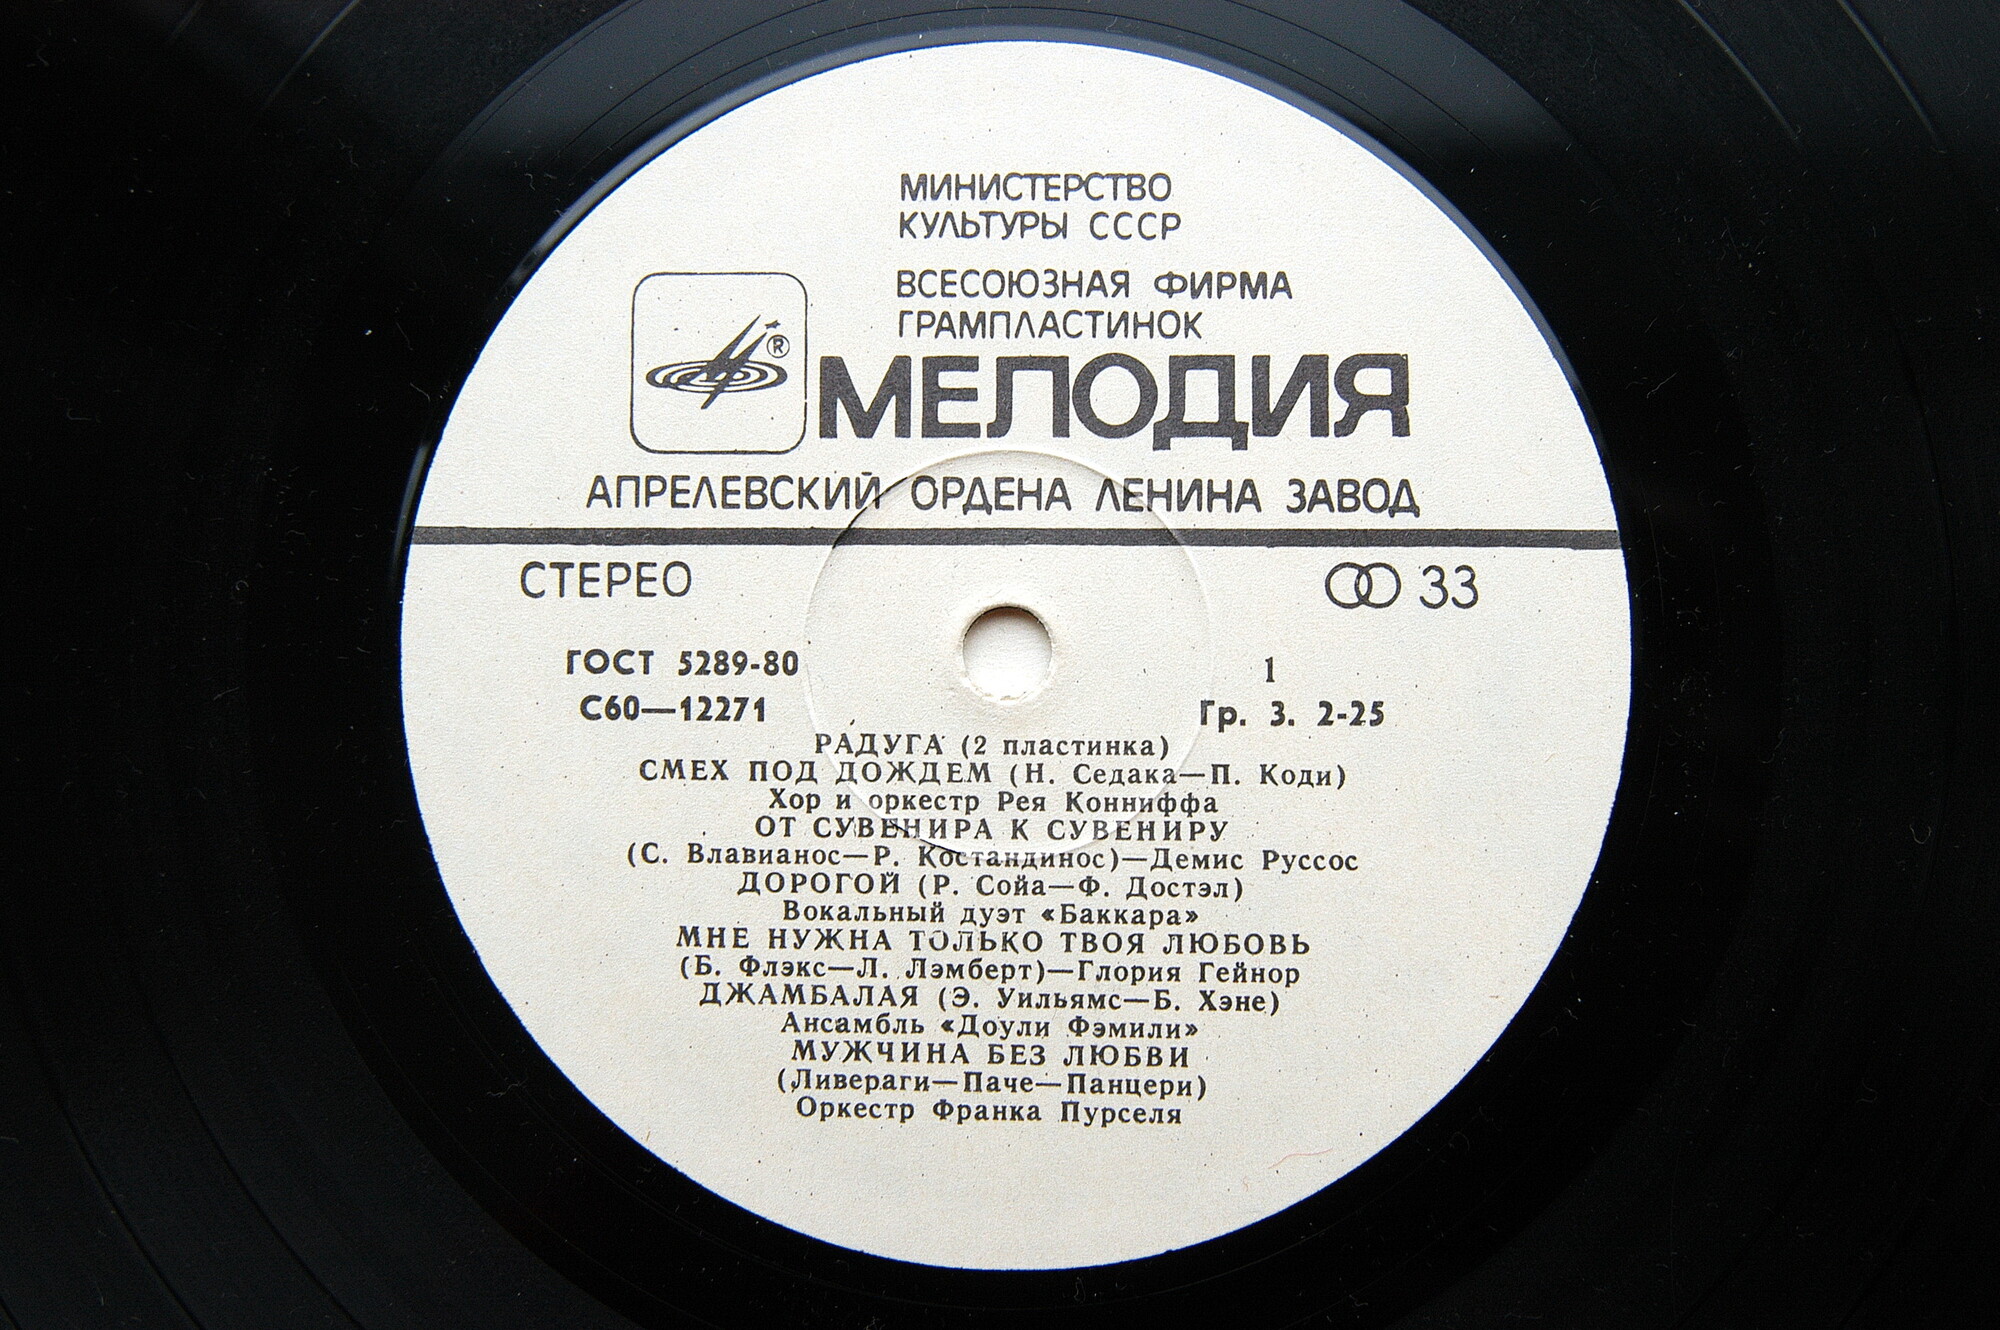 МИНИСТЕРСТВО
КУЛЬТУРЫ СССР
ВСЕСОЮЗНАЯ ФИРМА
ГРАМПЛАСТИНОК
®
МЕЛОДИЯ
АПРЕЛЕВСКИЙ ОРДЕНА ЛЕНИНА ЗАВОД
СТЕРЕО 33
ГОСТ 5289-80 1
С60—12271 Гр. 3. 2-25
РАДУГА (2 пластинка)
СМЕХ ПОД ДОЖДЕМ (Н. Седака—П. Коди)
Хор и оркестр Рея Конниффа
ОТ СУВЕНИРА К СУВЕНИРУ
(С. Влавианос—Р. Костандинос)—Демис Руссос
ДОРОГОЙ (Р. Сойа—Ф. Достэл)
Вокальный дуэт «Баккара»
МНЕ НУЖНА ТОЛЬКО ТВОЯ ЛЮБОВЬ
(Б. Флэкс—Л. Лэмберт)—Глория Гейнор
ДЖАМБАЛАЯ (Э. Уильямс—Б. Хэне)
Ансамбль «Доули Фэмили»
МУЖЧИНА БЕЗ ЛЮБВИ
(Ливераги—Паче—Панцери)
Оркестр Франка Пурселя